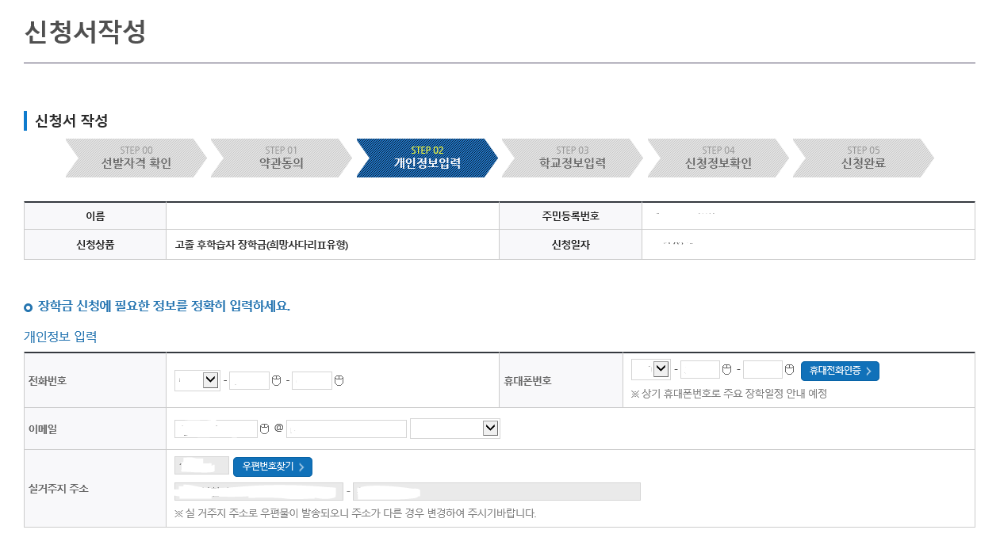 신청서작성
신청서 작성
STEP 00 STEP 01 STEP 02 STEP 03 STEP 04 STEP 05
선발자격 확인 약관동의 개인정보입력 학교정보입력 신청정보확인 신청완료
이름 주민등록번호
신청상품 고졸 후학습자 장학금(희망사다리Ⅱ유형) 신청일자
장학금 신청에 필요한 정보를 정확히 입력하세요.
개인정보 입력
전화번호 - - 휴대폰번호 - - 휴대전화인증
※ 상기 휴대폰번호로 주요 장학일정 안내 예정
이메일 @
실거주지 주소 우편번호찾기
-
※ 실 거주지 주소로 우편물이 발송되오니 주소가 다른 경우 변경하여 주시기바랍니다.